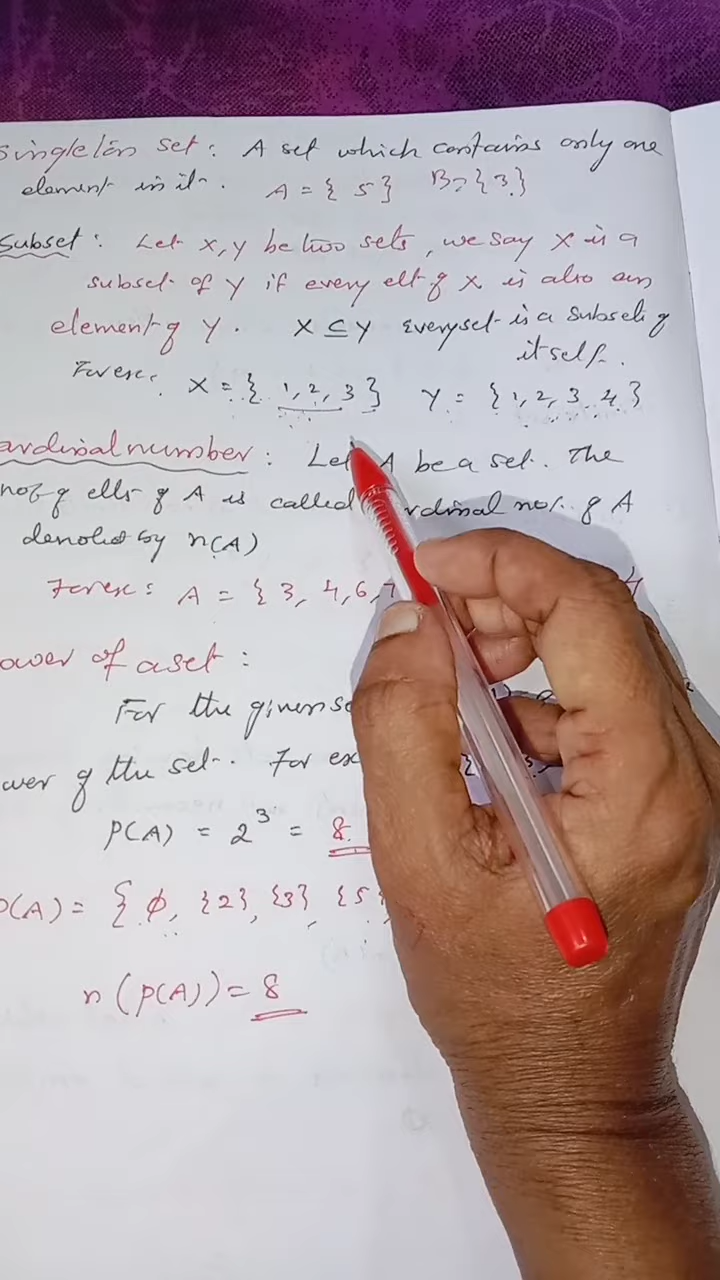 Singleton set: A set which contains only one
element in it. A = { 5 } B = { 3 }
Subset: Let X, Y be two sets, we say X is a
subset of Y if every elt of X is also an
element of Y. X ⊆ Y Every set is a subset of
itself.
For ex: X = { 1, 2, 3 } Y = { 1, 2, 3, 4 }
ardinal number: Let A be a set. The
no of elts of A is called rdinal no. of A
denoted by n(A)
For ex: A = { 3, 4, 6, 7 4
ower of a set:
For the given s
ower of the set. For ex {
P(A) = 2³ = 8
P(A) = { ϕ, {2}, {3}, {5}
n(P(A)) = 8